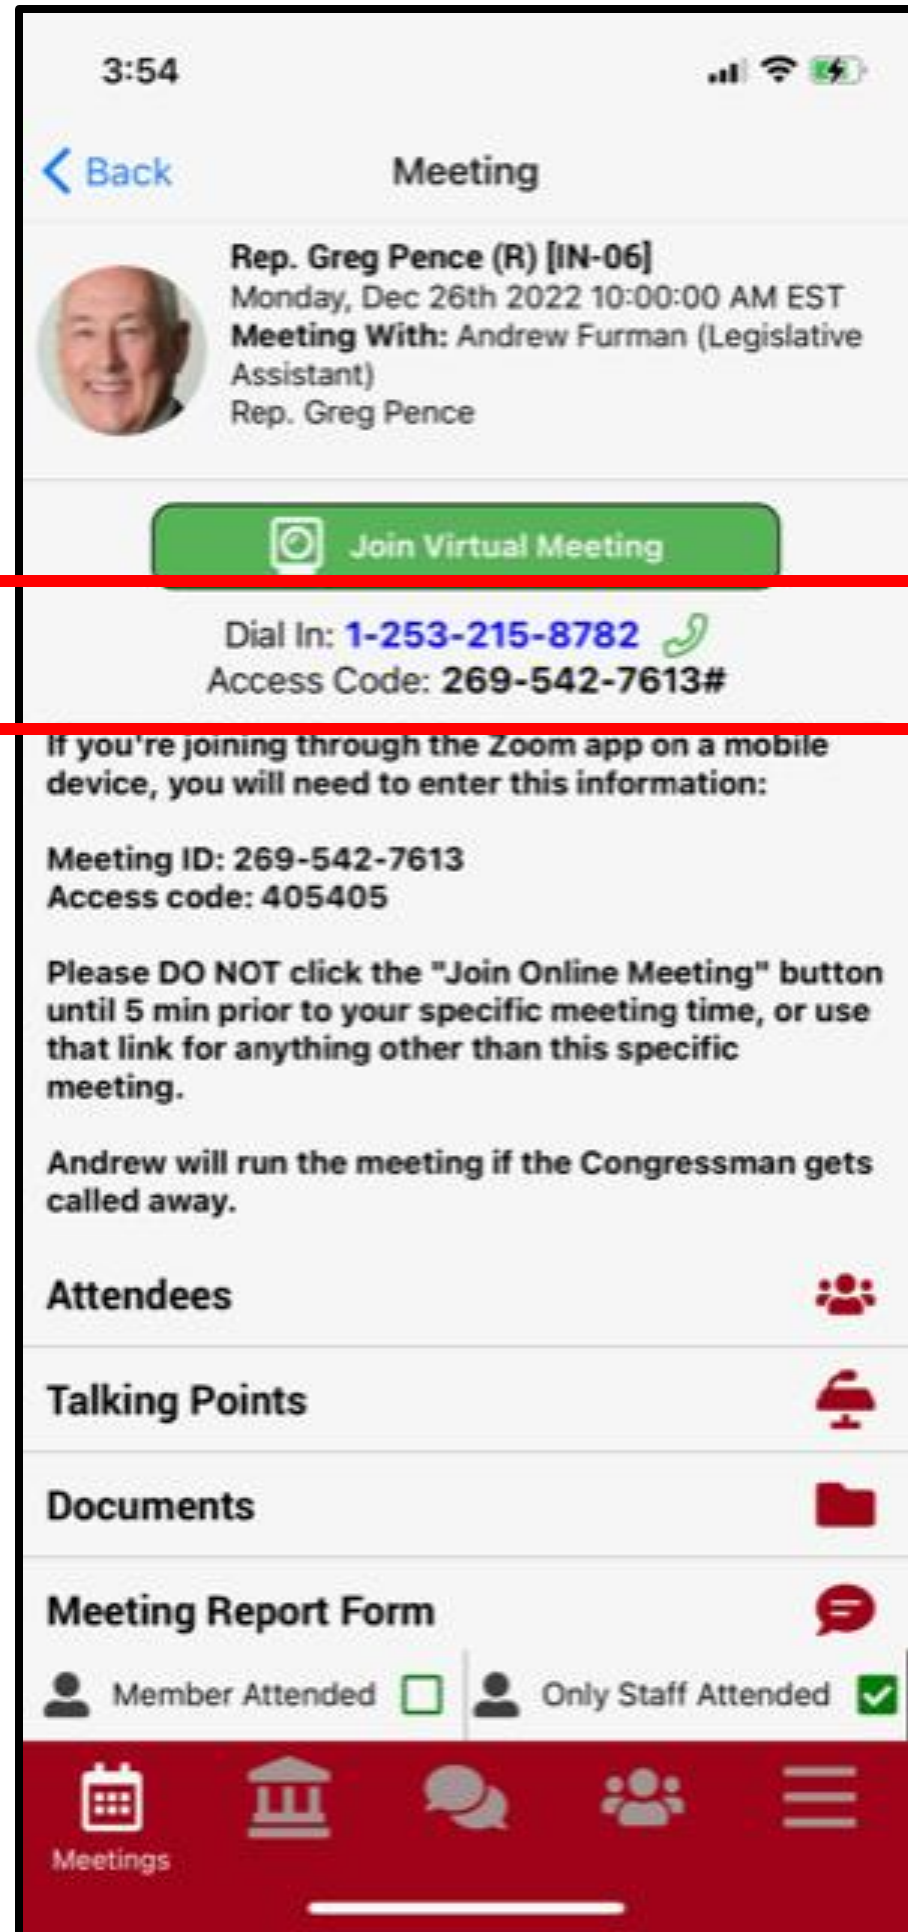 3:54
Back
Meeting
Rep. Greg Pence (R) [IN-06]
Monday, Dec 26th 2022 10:00:00 AM EST
Meeting With: Andrew Furman (Legislative
Assistant)
Rep. Greg Pence
Join Virtual Meeting
Dial In: 1-253-215-8782
Access Code: 269-542-7613#
If you're joining through the Zoom app on a mobile
device, you will need to enter this information:
Meeting ID: 269-542-7613
Access code: 405405
Please DO NOT click the "Join Online Meeting" button
until 5 min prior to your specific meeting time, or use
that link for anything other than this specific
meeting.
Andrew will run the meeting if the Congressman gets
called away.
Attendees
Talking Points
Documents
Meeting Report Form
Member Attended
Only Staff Attended
Meetings